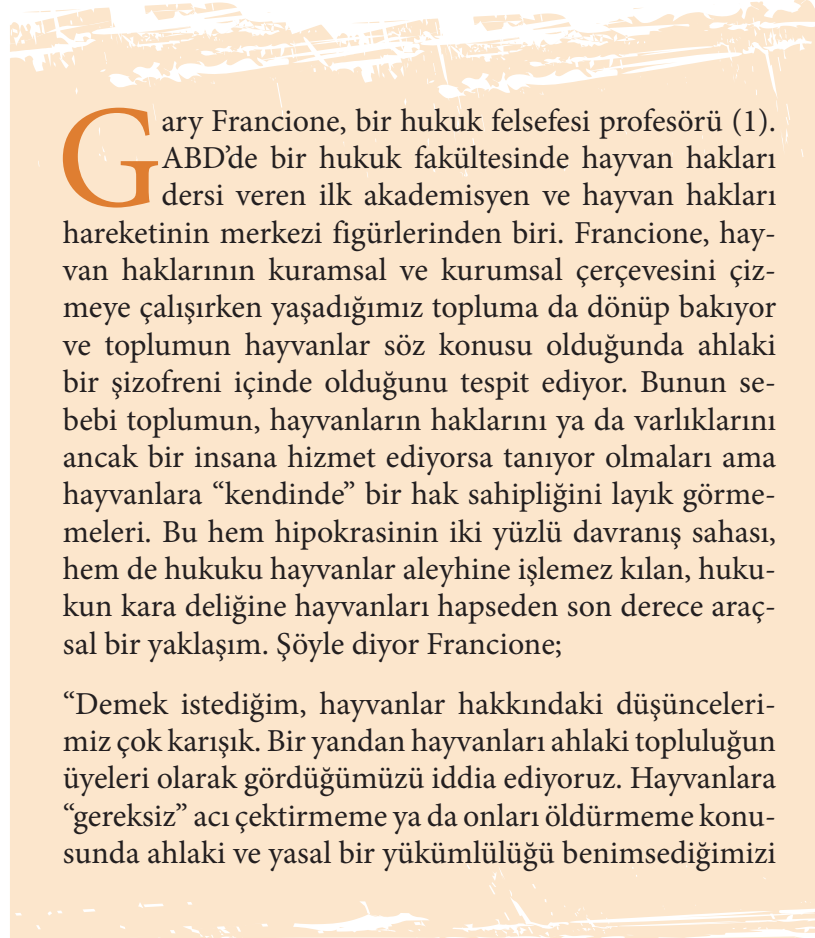 Gary Francione, bir hukuk felsefesi profesörü (1).
ABD’de bir hukuk fakültesinde hayvan hakları
dersi veren ilk akademisyen ve hayvan hakları
hareketinin merkezi figürlerinden biri. Francione, hay-
van haklarının kuramsal ve kurumsal çerçevesini çiz-
meye çalışırken yaşadığımız topluma da dönüp bakıyor
ve toplumun hayvanlar söz konusu olduğunda ahlaki
bir şizofreni içinde olduğunu tespit ediyor. Bunun se-
bebi toplumun, hayvanların haklarını ya da varlıklarını
ancak bir insana hizmet ediyorsa tanıyor olmaları ama
hayvanlara “kendinde” bir hak sahipliğini layık görme-
meleri. Bu hem hipokrasinin iki yüzlü davranış sahası,
hem de hukuku hayvanlar aleyhine işlemez kılan, huku-
kun kara deliğine hayvanları hapseden son derece araç-
sal bir yaklaşım. Şöyle diyor Francione;
“Demek istediğim, hayvanlar hakkındaki düşünceleri-
miz çok karışık. Bir yandan hayvanları ahlaki topluluğun
üyeleri olarak gördüğümüzü iddia ediyoruz. Hayvanlara
“gereksiz” acı çektirmeme ya da onları öldürmeme konu-
sunda ahlaki ve yasal bir yükümlülüğü benimsediğimizi